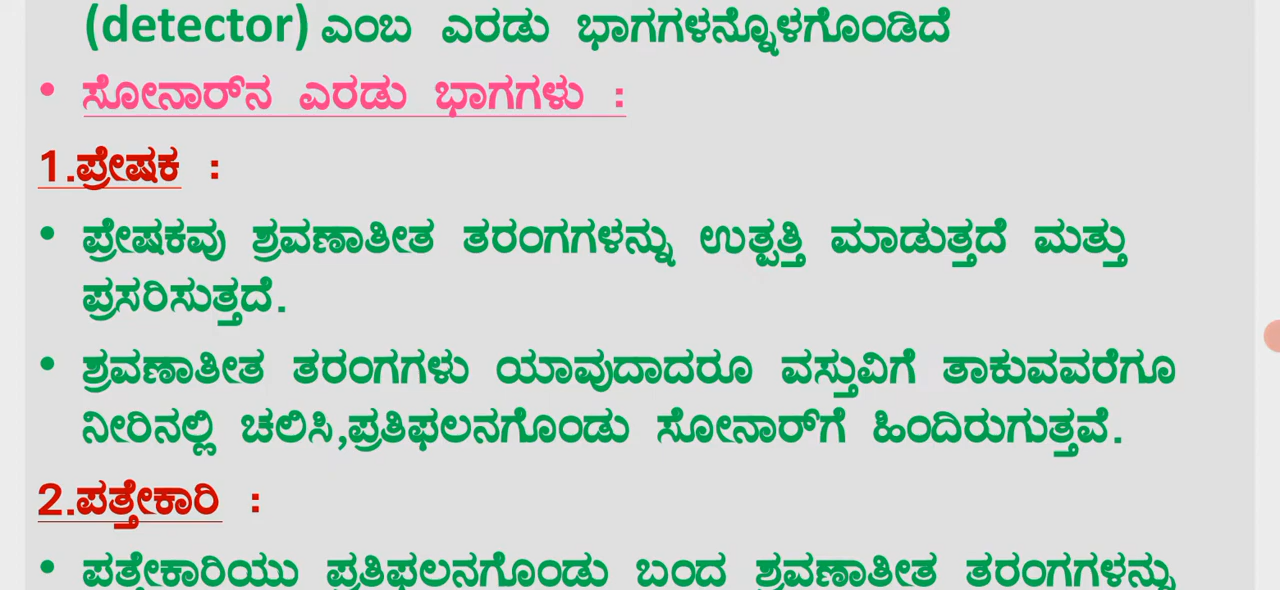 (detector) ಎಂಬ ಎರಡು ಭಾಗಗಳನ್ನೊಳಗೊಂಡಿದೆ
• ಸೋನಾರ್‌ನ ಎರಡು ಭಾಗಗಳು :
1.ಪ್ರೇಷಕ :
• ಪ್ರೇಷಕವು ಶ್ರವಣಾತೀತ ತರಂಗಗಳನ್ನು ಉತ್ಪತ್ತಿ ಮಾಡುತ್ತದೆ ಮತ್ತು
ಪ್ರಸರಿಸುತ್ತದೆ.
• ಶ್ರವಣಾತೀತ ತರಂಗಗಳು ಯಾವುದಾದರೂ ವಸ್ತುವಿಗೆ ತಾಕುವವರೆಗೂ
ನೀರಿನಲ್ಲಿ ಚಲಿಸಿ,ಪ್ರತಿಫಲನಗೊಂಡು ಸೋನಾರ್‌ಗೆ ಹಿಂದಿರುಗುತ್ತವೆ.
2.ಪತ್ತೇಕಾರಿ :
• ಪತ್ತೇಕಾರಿಯು ಪ್ರತಿಫಲನಗೊಂಡು ಬಂದ ಶ್ರವಣಾತೀತ ತರಂಗಗಳನ್ನು